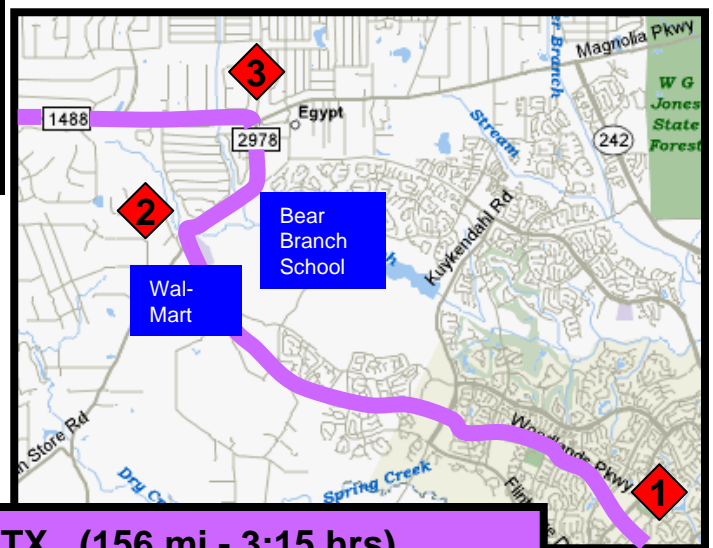 Magnolia Pkwy
3
1488
Egypt
2978
Stream
242
W G
Jones
State
Forest
2
Bear
Branch
School
Kuykendahl Rd
Wal-
Mart
Store Rd
Woodlands Pkwy
Spring Creek
1
TX (156 mi - 3:15 hrs)